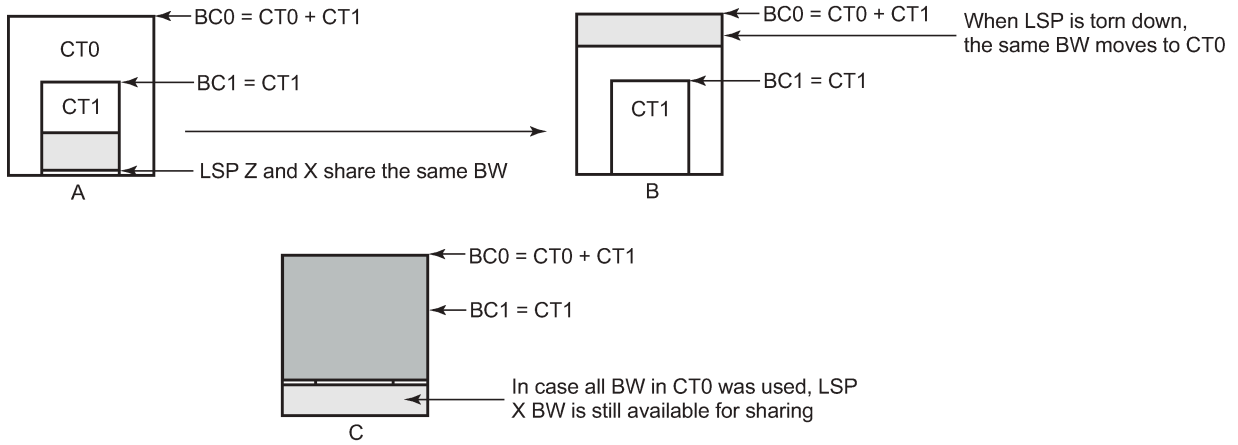 BC0 = CT0 + CT1
CT0
BC1 = CT1
CT1
LSP Z and X share the same BW
A
BC0 = CT0 + CT1
When LSP is torn down,
the same BW moves to CT0
BC1 = CT1
CT1
B
BC0 = CT0 + CT1
BC1 = CT1
In case all BW in CT0 was used, LSP
X BW is still available for sharing
C